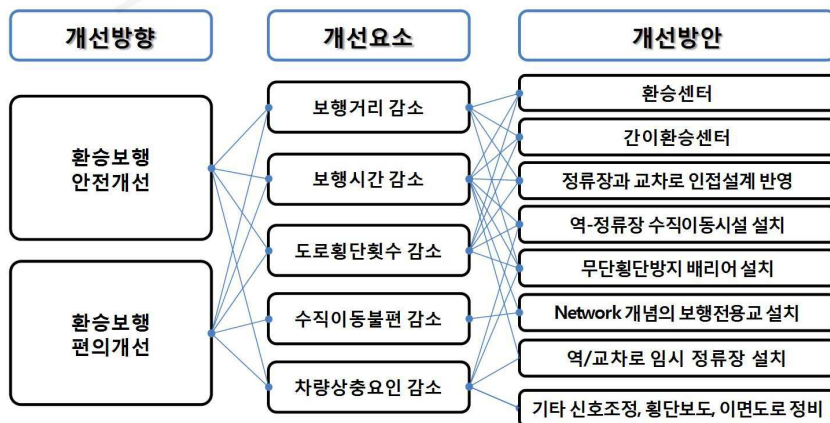 개선방향
개선요소
개선방안
환승보행
안전개선
환승보행
편의개선
보행거리 감소
보행시간 감소
도로횡단횟수 감소
수직이동불편 감소
차량상충요인 감소
환승센터
간이환승센터
정류장과 교차로 인접설계 반영
역-정류장 수직이동시설 설치
무단횡단방지 배리어 설치
Network 개념의 보행전용교 설치
역/교차로 임시 정류장 설치
기타 신호조정, 횡단보도, 이면도로 정비